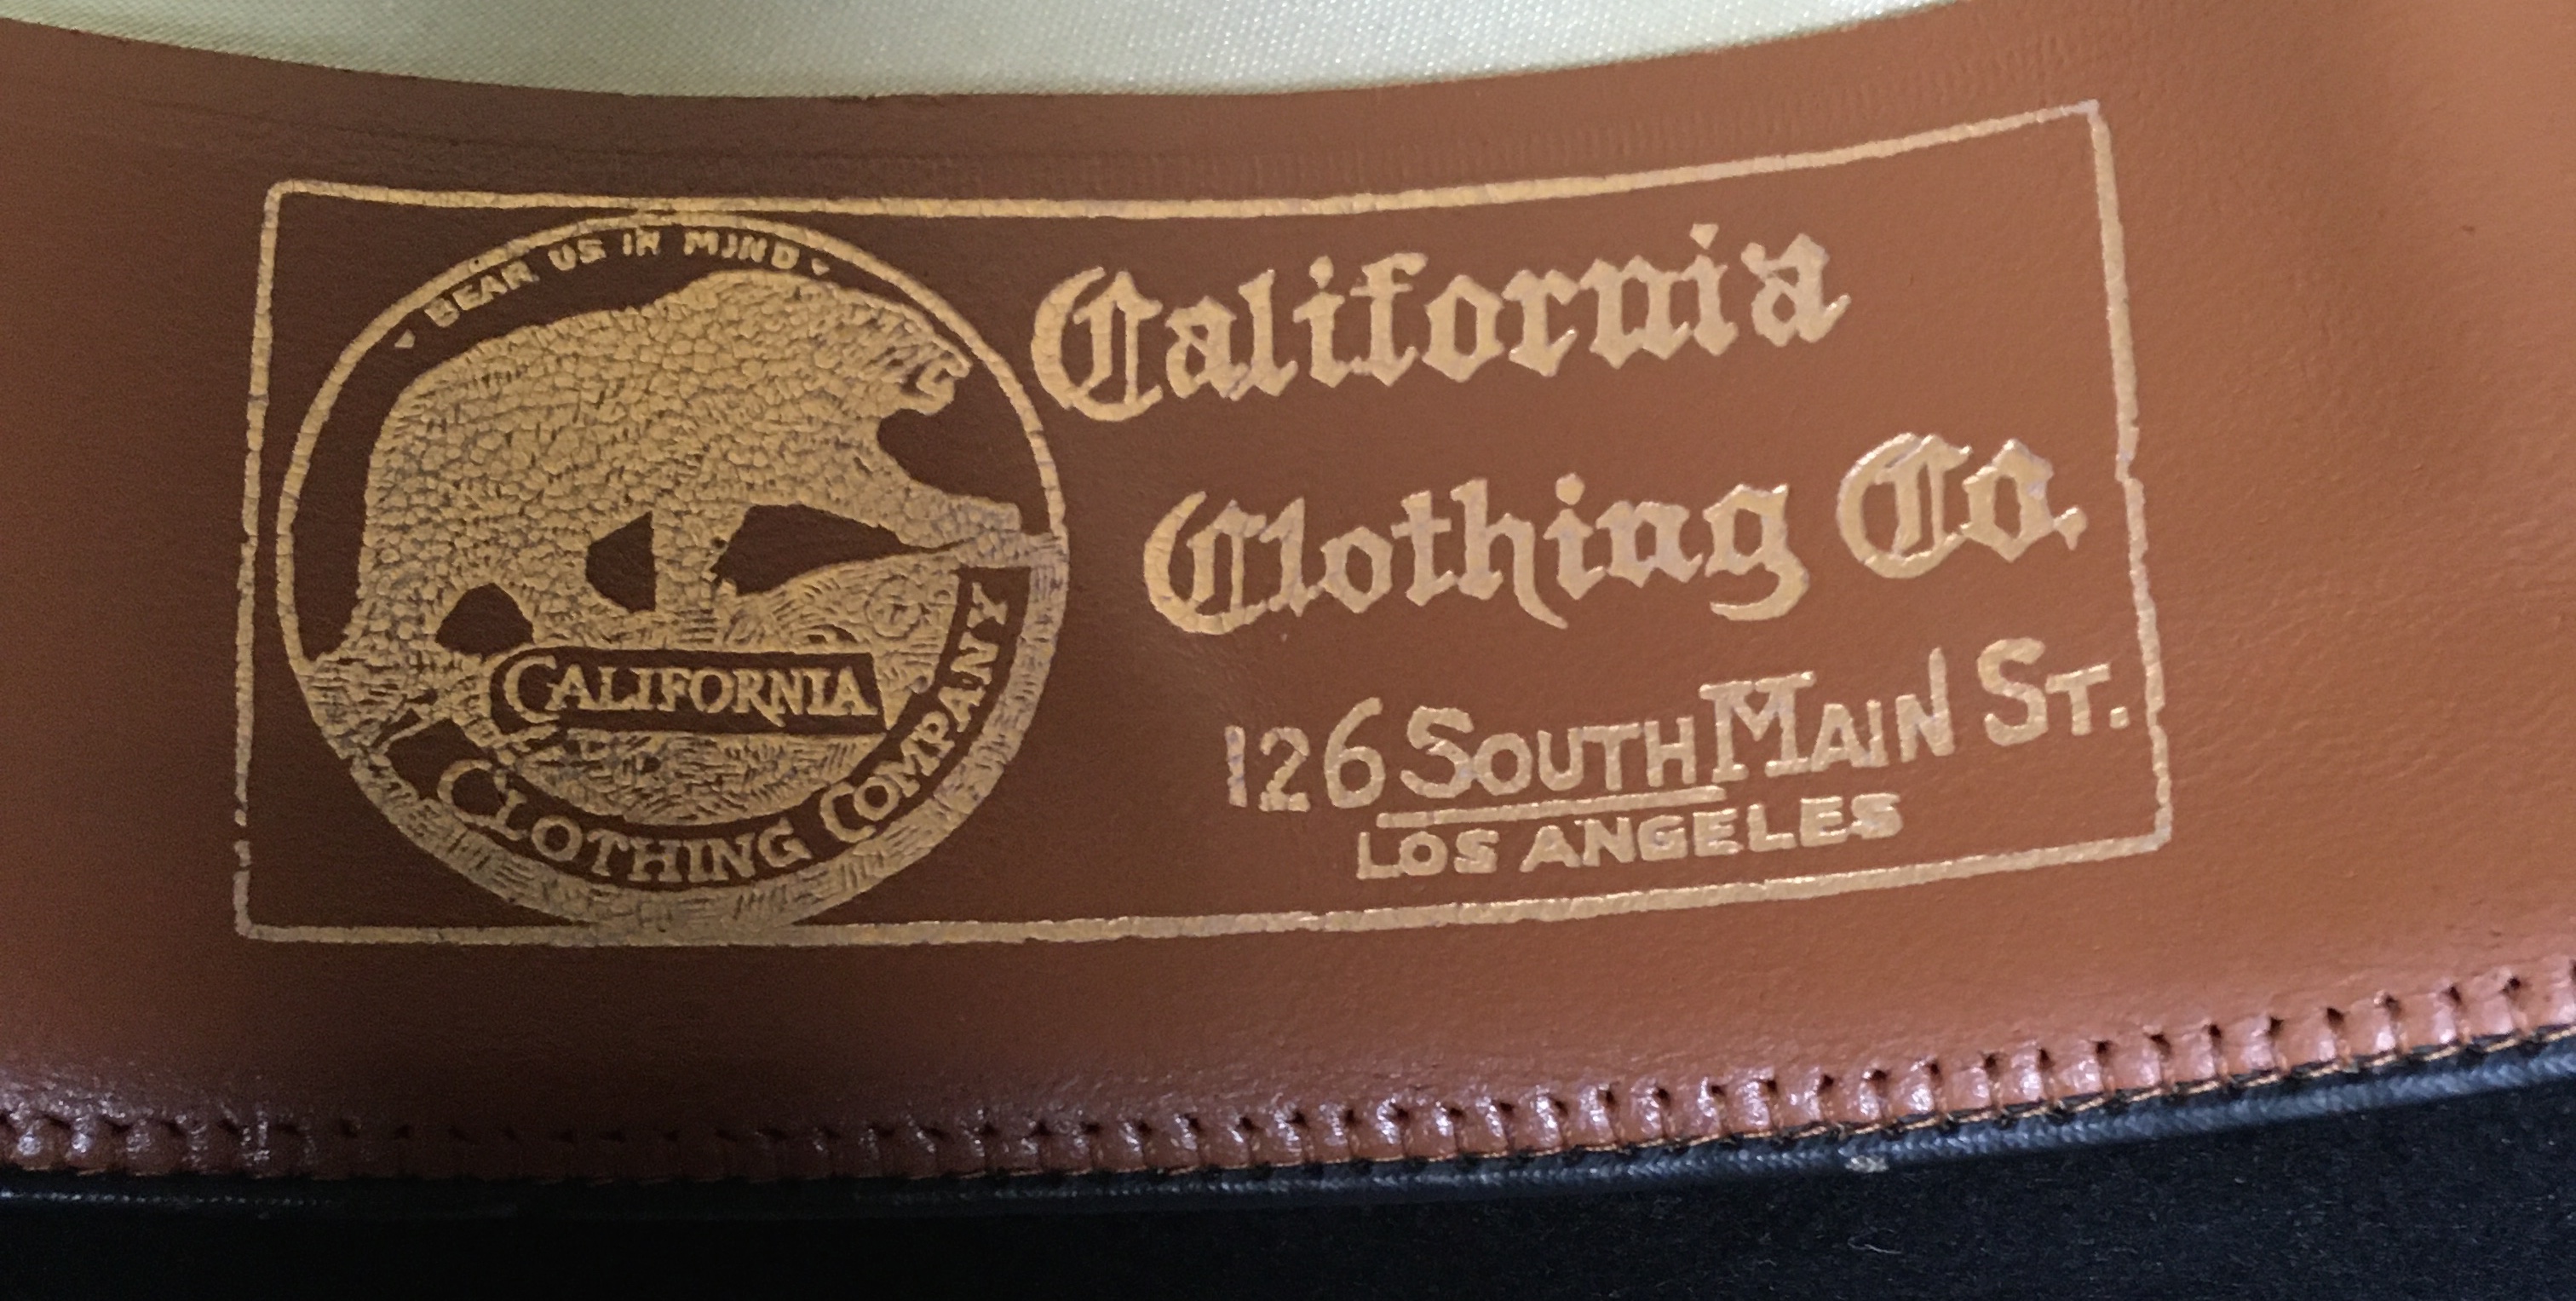 BEAR US IN MIND
CALIFORNIA
CLOTHING COMPANY
California
Clothing Co.
126 SOUTH MAIN ST.
LOS ANGELES